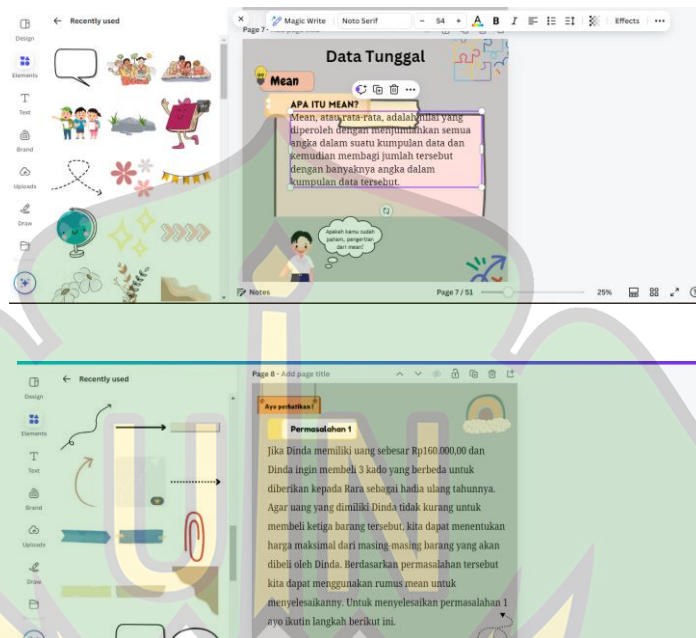 Design
Elements
Text
Brand
Uploads
Draw
← Recently used
Magic Write
Noto Serif
- 54 +
A B I
Effects
Page 7 - Add page title
Data Tunggal
Mean
APA ITU MEAN?
Mean, atau rata-rata, adalah nilai yang
diperoleh dengan menjumlahkan semua
angka dalam suatu kumpulan data dan
kemudian membagi jumlah tersebut
dengan banyaknya angka dalam
kumpulan data tersebut.
Apakah kamu sudah
paham, pengertian
dari mean?
Notes
Page 7 / 51
25%
Design
Elements
Text
Brand
Uploads
Draw
← Recently used
Page 8 - Add page title
Ayo perhatikan !
Permasalahan 1
Jika Dinda memiliki uang sebesar Rp160.000,00 dan
Dinda ingin membeli 3 kado yang berbeda untuk
diberikan kepada Rara sebagai hadia ulang tahunnya.
Agar uang yang dimiliki Dinda tidak kurang untuk
membeli ketiga barang tersebut, kita dapat menentukan
harga maksimal dari masing-masing barang yang akan
dibeli oleh Dinda. Berdasarkan permasalahan tersebut
kita dapat menggunakan rumus mean untuk
menyelesaikanny. Untuk menyelesaikan permasalahan 1
ayo ikutin langkah berikut ini.
UIN